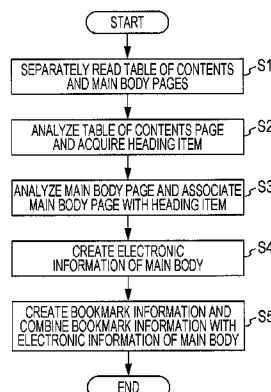 START
SEPARATELY READ TABLE OF CONTENTS
AND MAIN BODY PAGES
S1
ANALYZE TABLE OF CONTENTS PAGE
AND ACQUIRE HEADING ITEM
S2
ANALYZE MAIN BODY PAGE AND ASSOCIATE
MAIN BODY PAGE WITH HEADING ITEM
S3
CREATE ELECTRONIC
INFORMATION OF MAIN BODY
S4
CREATE BOOKMARK INFORMATION AND
COMBINE BOOKMARK INFORMATION WITH
ELECTRONIC INFORMATION OF MAIN BODY
S5
END